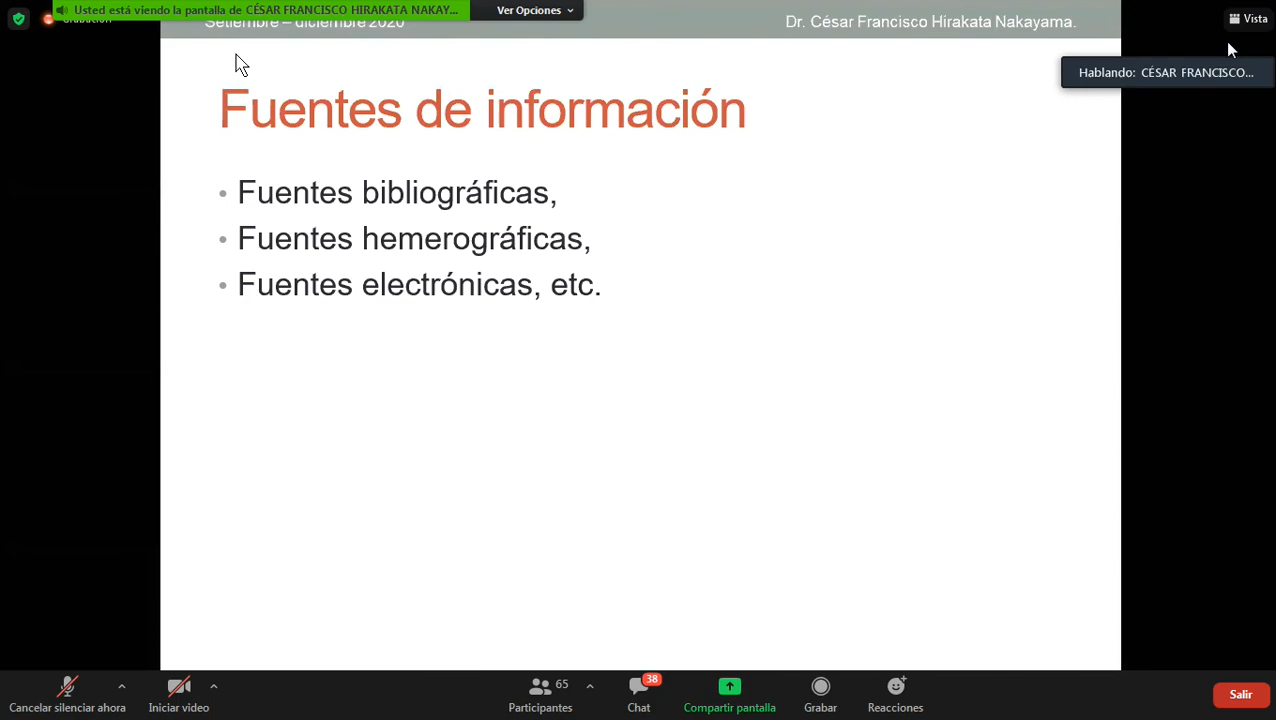 Usted está viendo la pantalla de CÉSAR FRANCISCO HIRAKATA NAKAY...
Ver Opciones
Grabación
Setiembre – diciembre 2020
Dr. César Francisco Hirakata Nakayama.
Vista
Hablando: CÉSAR FRANCISCO...
Fuentes de información
• Fuentes bibliográficas,
• Fuentes hemerográficas,
• Fuentes electrónicas, etc.
65
38
Cancelar silenciar ahora
Iniciar video
Participantes
Chat
Compartir pantalla
Grabar
Reacciones
Salir